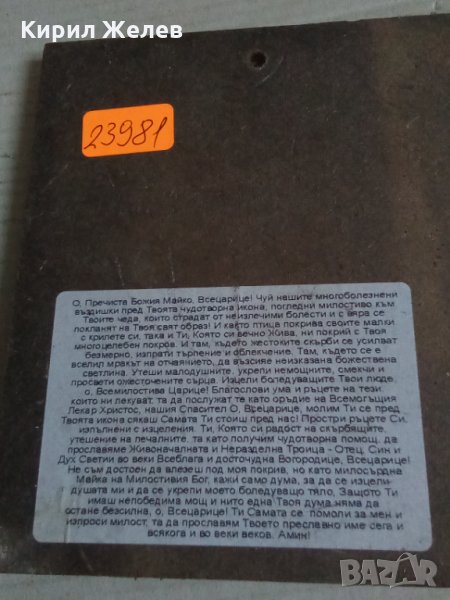 Кирил Желев
23981
О, Пречиста Божия Майко, Всецарице! Чуй нашите многоболезнени
въздишки пред Твоята чудотворна икона, погледни милостиво към
Твоите чеда, които страдат от неизлечими болести и с вяра се
покланят на Твоя свят образ! И както птица покрива своите малки
с крилете си, така и Ти, Която си вечно Жива, ни покрий с Твоя
многоцелебен покров. И там, където жестоките скърби се усилват
безмерно, изпрати търпение и облекчение. Там, където се е
вселил мракът на отчаянието, да възсияе неизказана божествена
светлина. Утеши малодушните, укрепи немощните, смекчи и
просвети ожесточените сърца. Изцели боледуващите Твои люде,
о, Всемилостива Царице! Благослови ума и ръцете на тези,
които ни лекуват, та да послужат те като оръдие на Всемогъщия
Лекар Христос, нашия Спасител О, Всецарице, молим Ти се пред
Твоята икона сякаш Самата Ти стоиш пред нас! Простри ръцете Си,
изпълнени с изцеления. Ти, Която си радост на скърбящите,
утешение на печалните, та като получим чудотворна помощ, да
прославяме Живоначалната и Неразделна Троица - Отец, Син и
Дух Светии во веки Всеблага и досточудна Богородице, Всецарице!
Не съм достоен да влезеш под моя покрив, но като милосърдна
Майка на Милостивия Бог, кажи само дума, за да се изцели
душата ми и да се укрепи моето боледуващо тяло, Защото Ти
имаш непобедима мощ и нито една Твоя дума няма да
остане безсилна, о, Всецарице! Ти Самата се помоли за мен и
изпроси милост, та да прославям Твоето преславно име сега и
всякога и во веки веков. Амин!
BAZAR